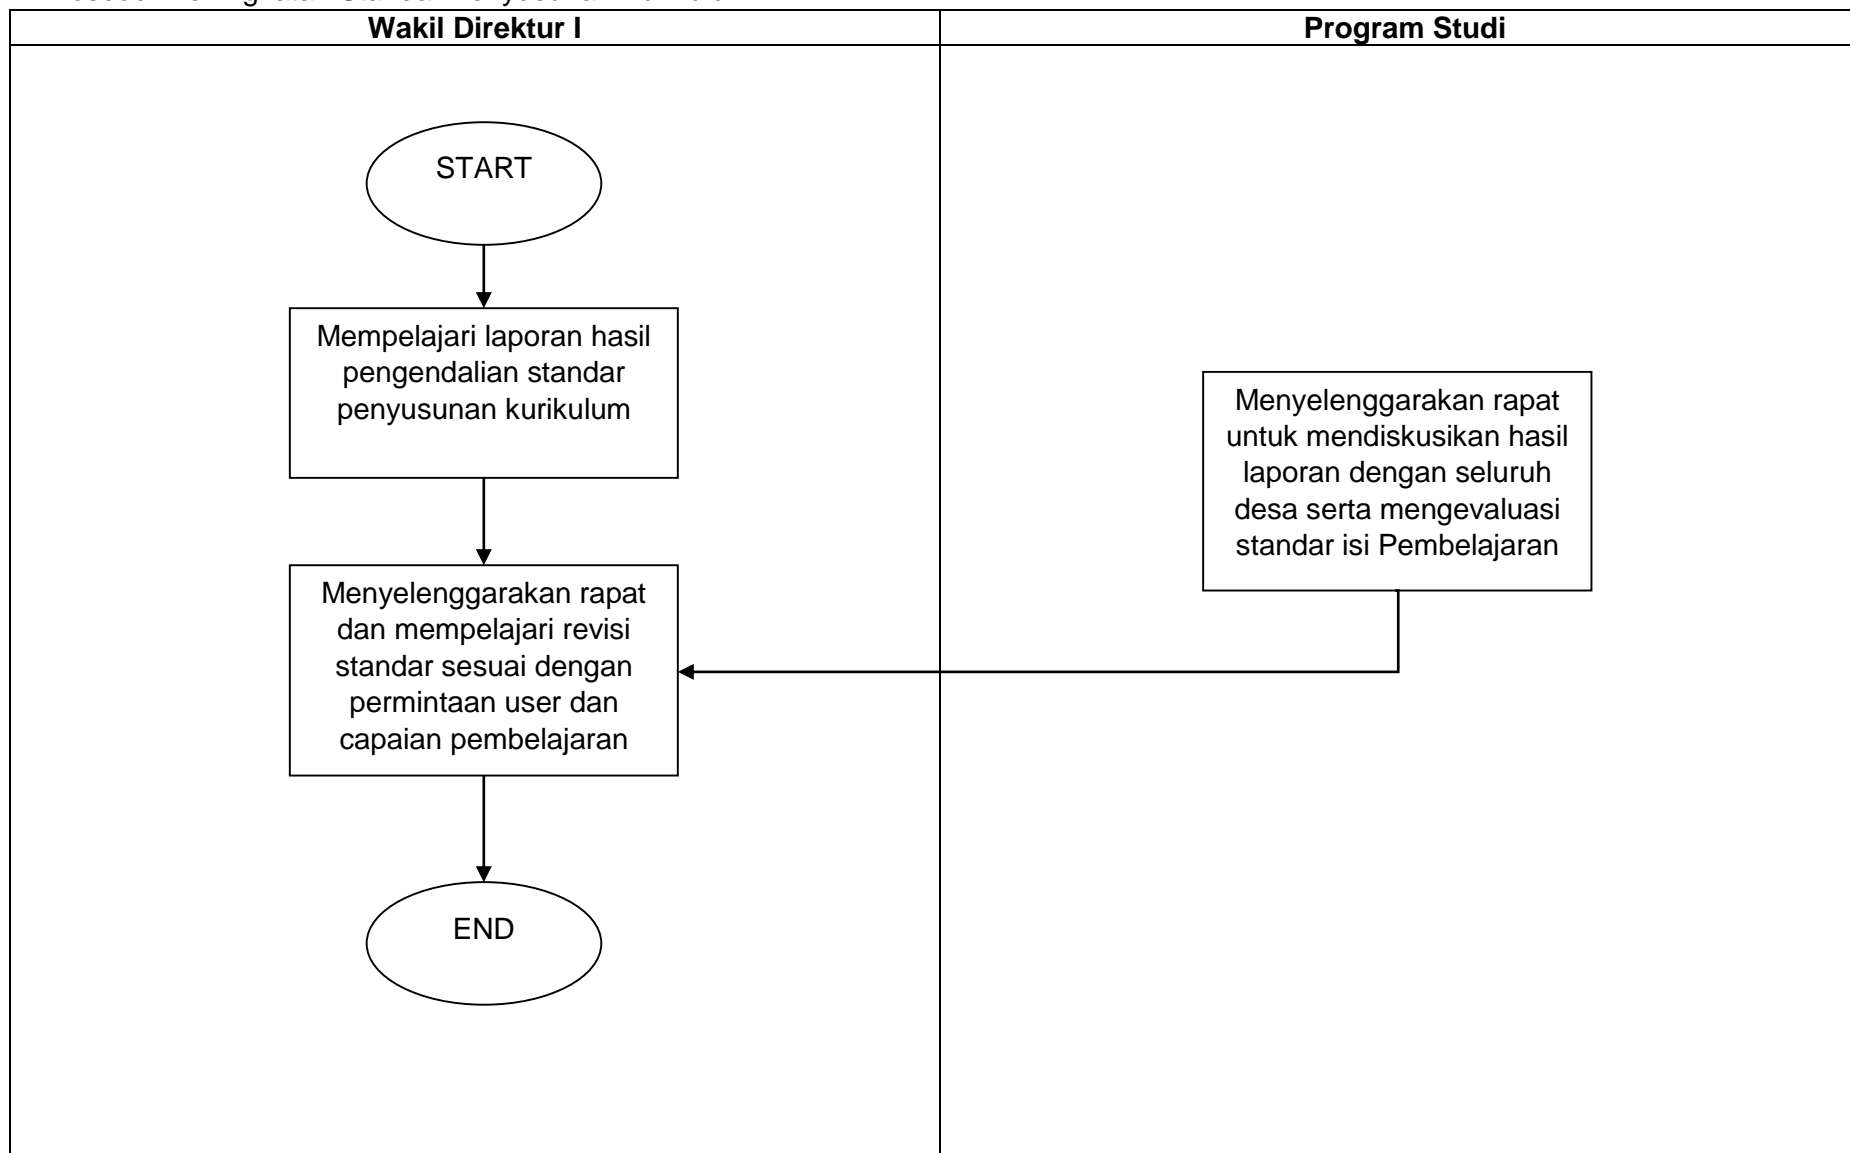 Wakil Direktur I
Program Studi
START
Mempelajari laporan hasil
pengendalian standar
penyusunan kurikulum
Menyelenggarakan rapat
dan mempelajari revisi
standar sesuai dengan
permintaan user dan
capaian pembelajaran
END
Menyelenggarakan rapat
untuk mendiskusikan hasil
laporan dengan seluruh
desa serta mengevaluasi
standar isi Pembelajaran